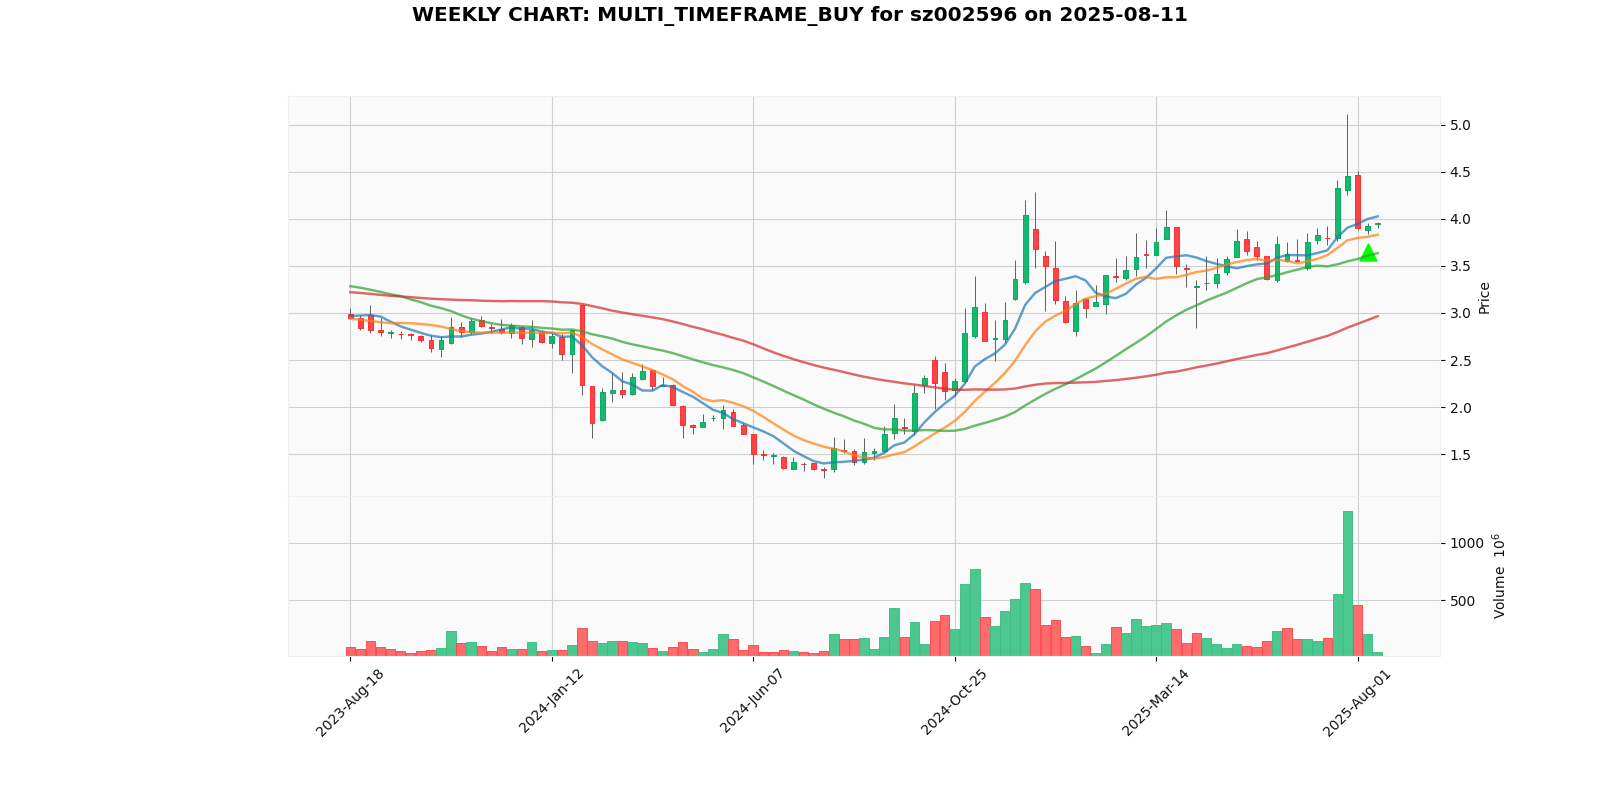 WEEKLY CHART: MULTI_TIMEFRAME_BUY for sz002596 on 2025-08-11
5.0
4.5
4.0
3.5
3.0
2.5
2.0
1.5
Price
1000
500
Volume 10^6
2023-Aug-18
2024-Jan-12
2024-Jun-07
2024-Oct-25
2025-Mar-14
2025-Aug-01